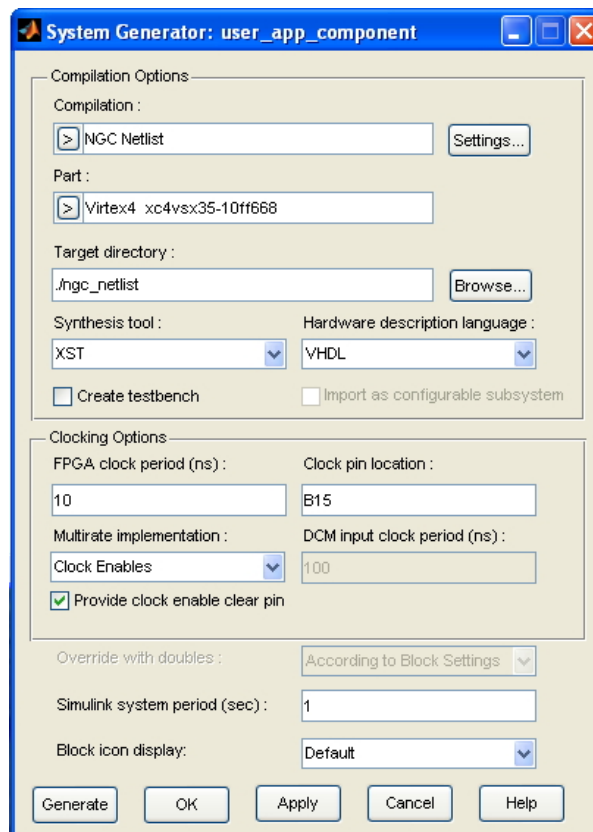 System Generator: user_app_component
Compilation Options
Compilation :
> NGC Netlist
Settings...
Part :
> Virtex4 xc4vsx35-10ff668
Target directory :
./ngc_netlist
Browse...
Synthesis tool : Hardware description language :
XST VHDL
Create testbench Import as configurable subsystem
Clocking Options
FPGA clock period (ns) : Clock pin location :
10 B15
Multirate implementation : DCM input clock period (ns) :
Clock Enables 100
Provide clock enable clear pin
Override with doubles : According to Block Settings
Simulink system period (sec) : 1
Block icon display: Default
Generate OK Apply Cancel Help